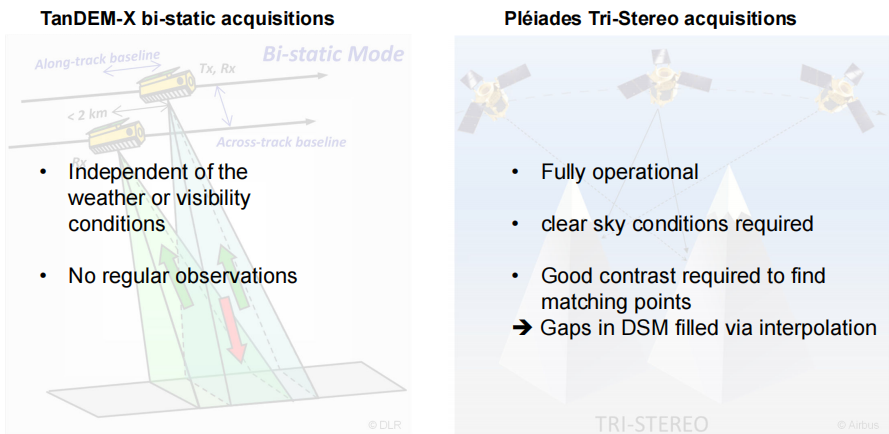 TanDEM-X bi-static acquisitions
Bi-static Mode
Along-track baseline
Tx, Rx
< 2 km
Across-track baseline
Rx
• Independent of the
weather or visibility
conditions
• No regular observations
© DLR
Pléiades Tri-Stereo acquisitions
• Fully operational
• clear sky conditions required
• Good contrast required to find
matching points
➔ Gaps in DSM filled via interpolation
TRI-STEREO
© Airbus